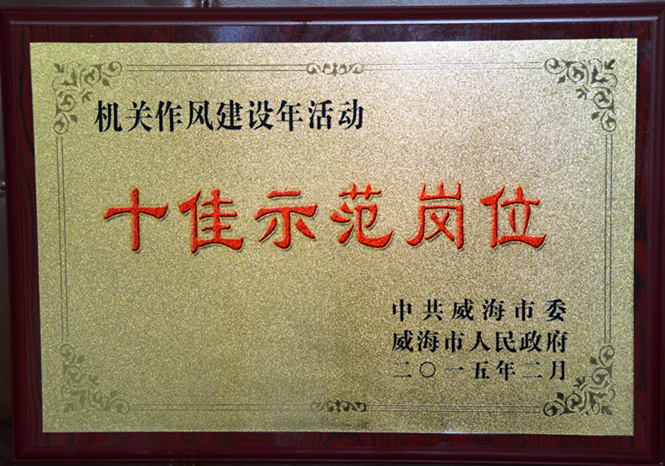 机关作风建设年活动
十佳示范岗位
中共威海市委
威海市人民政府
二〇一五年二月